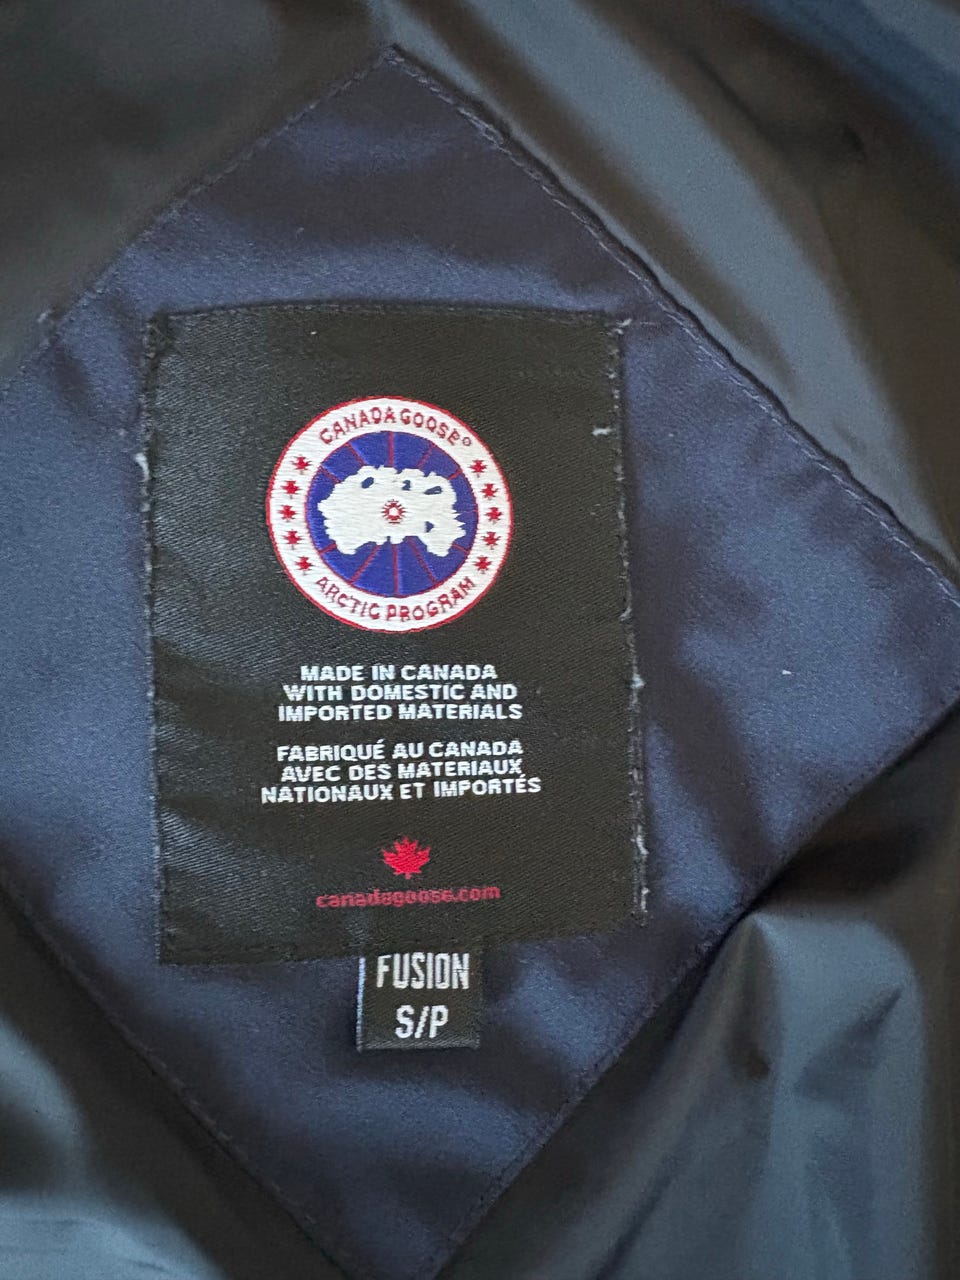 CANADA GOOSE®
ARCTIC PROGRAM
MADE IN CANADA
WITH DOMESTIC AND
IMPORTED MATERIALS
FABRIQUÉ AU CANADA
AVEC DES MATERIAUX
NATIONAUX ET IMPORTÉS
canadagoose.com
FUSION
S/P